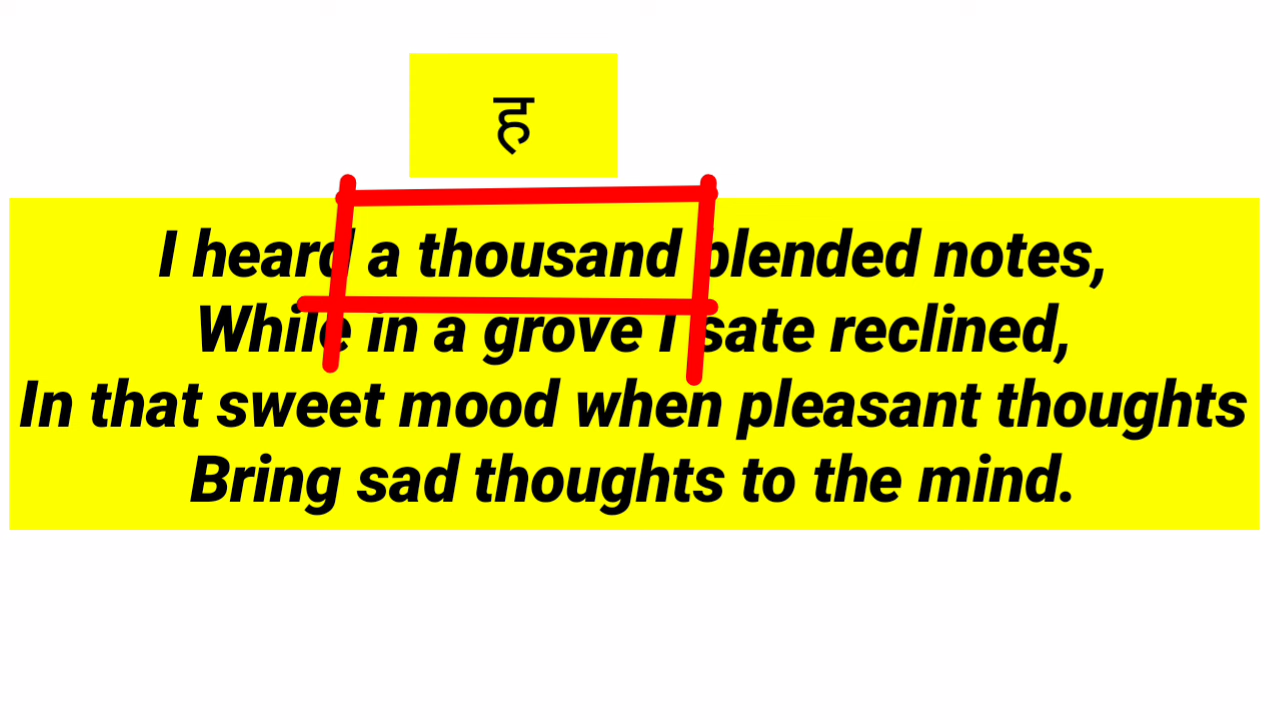 ह
I heard a thousand blended notes,
While in a grove I sate reclined,
In that sweet mood when pleasant thoughts
Bring sad thoughts to the mind.